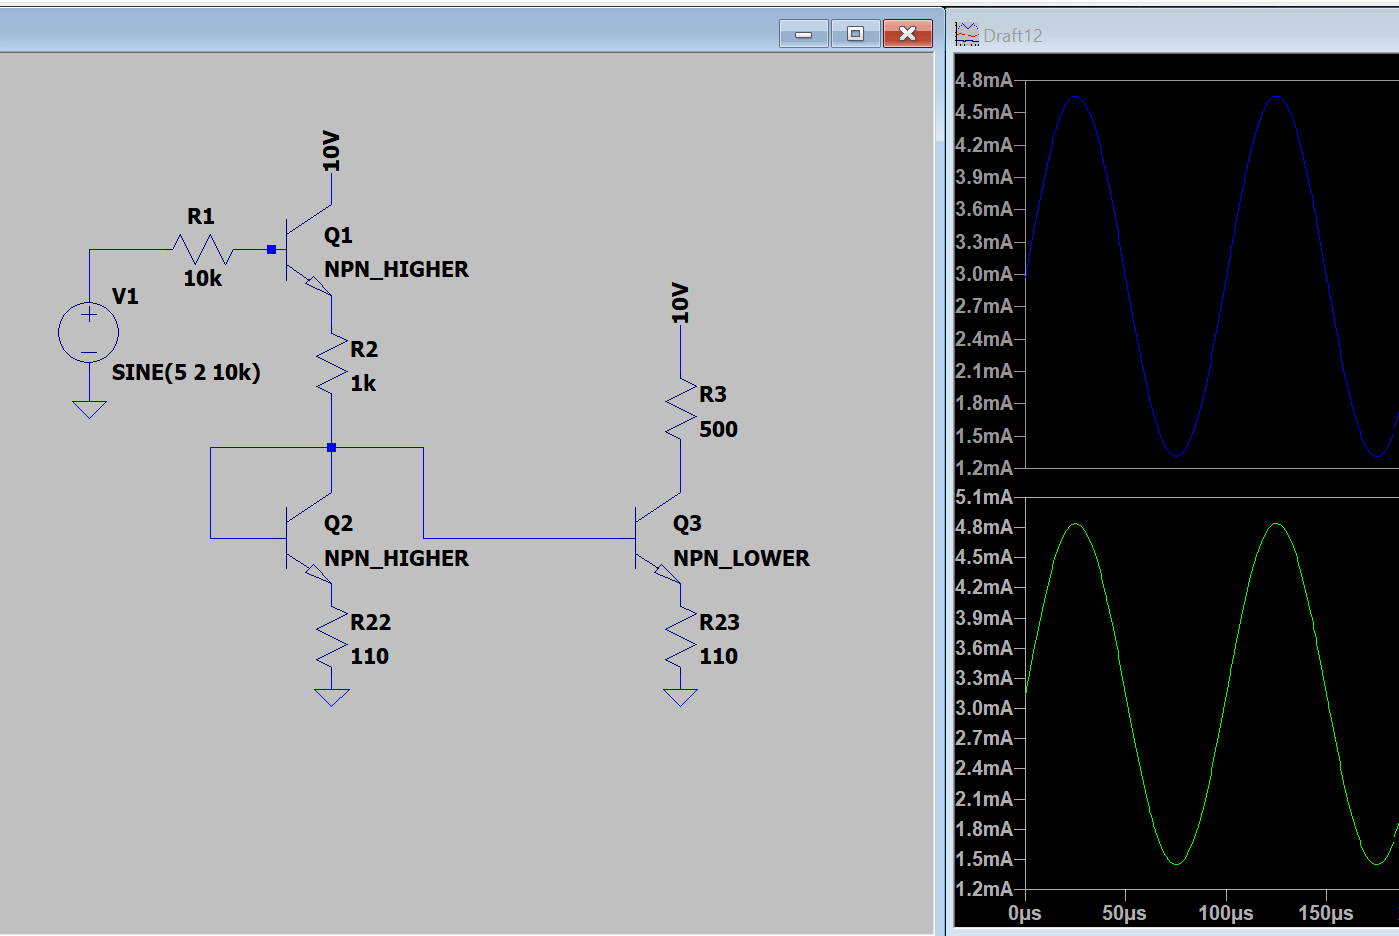 Draft12
10V
R1
10k
Q1
NPN_HIGHER
V1
SINE(5 2 10k)
R2
1k
10V
R3
500
Q2
NPN_HIGHER
Q3
NPN_LOWER
R22
110
R23
110
4.8mA
4.5mA
4.2mA
3.9mA
3.6mA
3.3mA
3.0mA
2.7mA
2.4mA
2.1mA
1.8mA
1.5mA
1.2mA
5.1mA
4.8mA
4.5mA
4.2mA
3.9mA
3.6mA
3.3mA
3.0mA
2.7mA
2.4mA
2.1mA
1.8mA
1.5mA
1.2mA
0µs 50µs 100µs 150µs